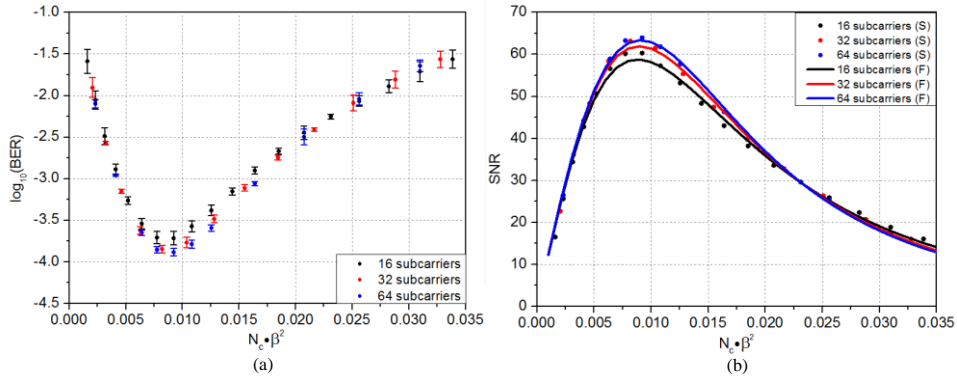 (a)
-1.0
-1.5
-2.0
-2.5
-3.0
-3.5
-4.0
-4.5
log₁₀(BER)
16 subcarriers
32 subcarriers
64 subcarriers
0.000 0.005 0.010 0.015 0.020 0.025 0.030 0.035
N_c•β²
(a)
(b)
70
60
50
40
30
20
10
0
SNR
16 subcarriers (S)
32 subcarriers (S)
64 subcarriers (S)
16 subcarriers (F)
32 subcarriers (F)
64 subcarriers (F)
0.000 0.005 0.010 0.015 0.020 0.025 0.030 0.035
N_c•β²
(b)